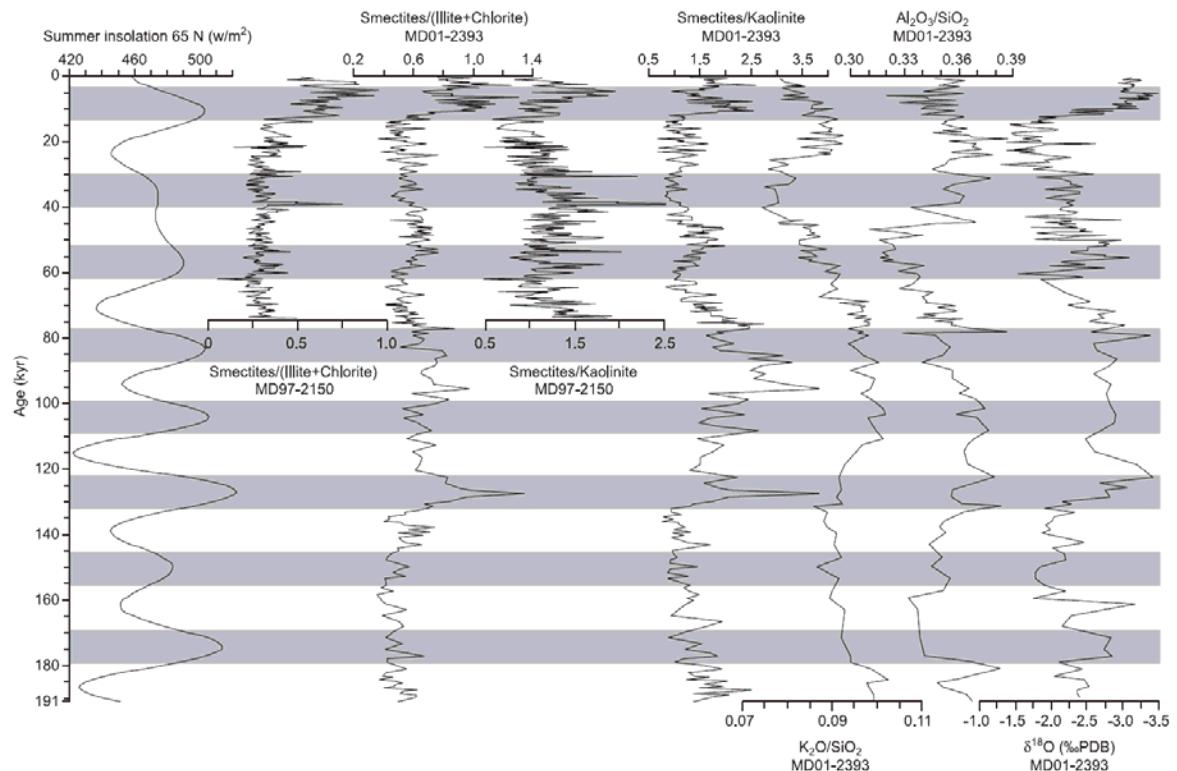 Smectites/(Illite+Chlorite)
MD01-2393
Smectites/Kaolinite
MD01-2393
Al₂O₃/SiO₂
MD01-2393
Summer insolation 65 N (w/m²)
420 460 500
0.2 0.6 1.0 1.4
0.5 1.5 2.5 3.5
0.30 0.33 0.36 0.39
0
20
40
60
80
100
120
140
160
180
191
Age (kyr)
0 0.5 1.0
Smectites/(Illite+Chlorite)
MD97-2150
0.5 1.5 2.5
Smectites/Kaolinite
MD97-2150
0.07 0.09 0.11
K₂O/SiO₂
MD01-2393
-1.0 -1.5 -2.0 -2.5 -3.0 -3.5
δ¹⁸O (‰PDB)
MD01-2393